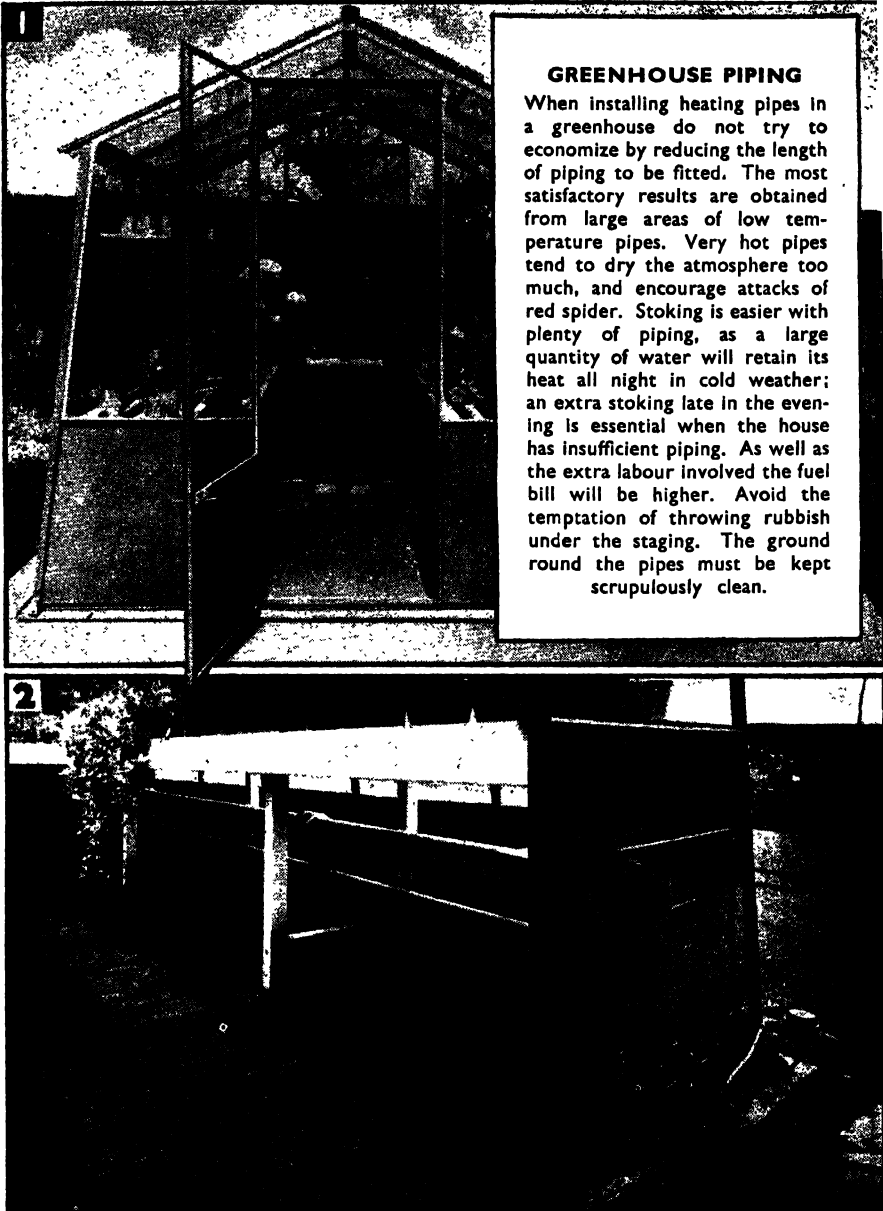 1
GREENHOUSE PIPING
When installing heating pipes in
a greenhouse do not try to
economize by reducing the length
of piping to be fitted. The most
satisfactory results are obtained
from large areas of low tem-
perature pipes. Very hot pipes
tend to dry the atmosphere too
much, and encourage attacks of
red spider. Stoking is easier with
plenty of piping, as a large
quantity of water will retain its
heat all night in cold weather;
an extra stoking late in the even-
ing is essential when the house
has insufficient piping. As well as
the extra labour involved the fuel
bill will be higher. Avoid the
temptation of throwing rubbish
under the staging. The ground
round the pipes must be kept
scrupulously clean.
2